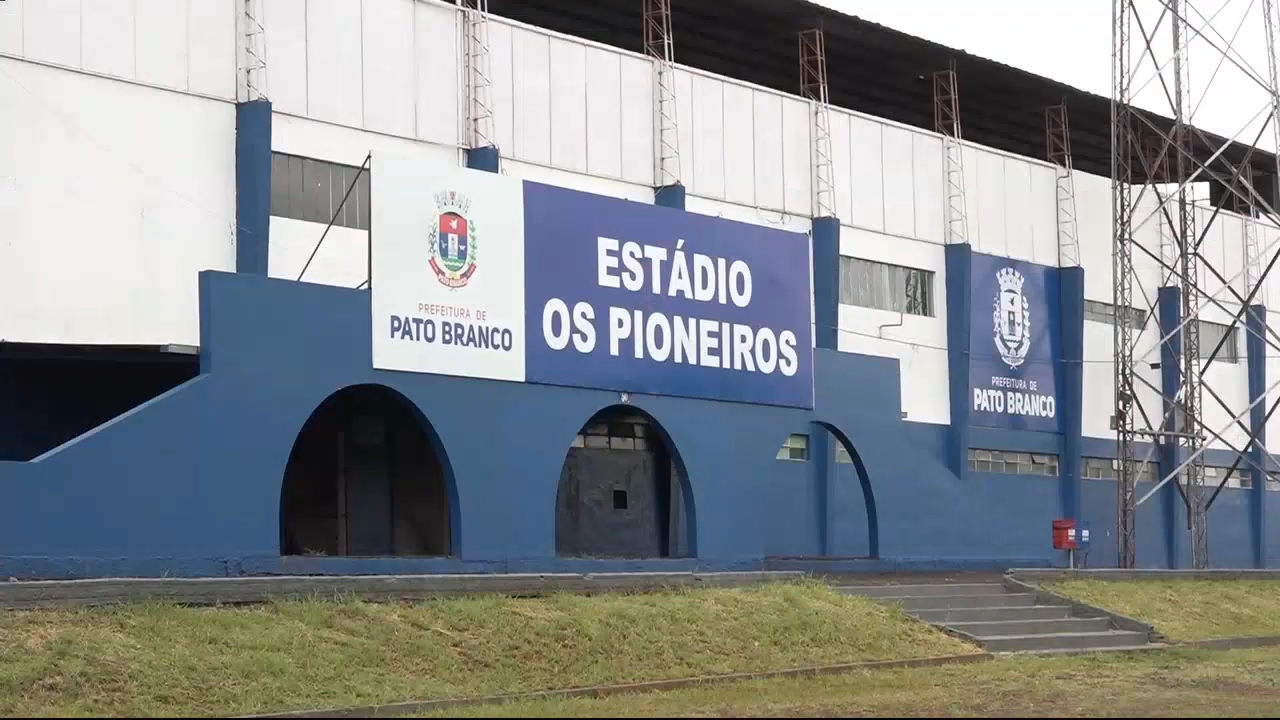 PREFEITURA DE
PATO BRANCO
ESTÁDIO
OS PIONEIROS
PREFEITURA DE
PATO BRANCO